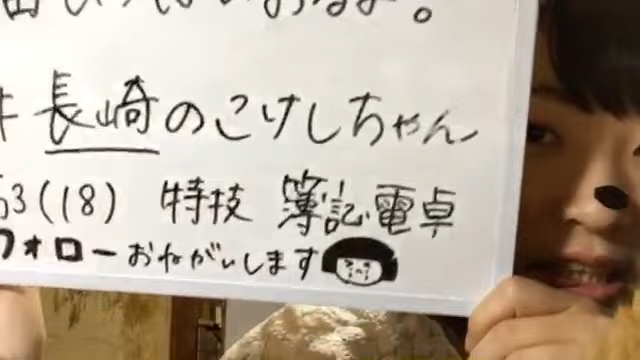 長崎のこけしちゃん
3(18) 特技 簿記電卓
フォローおねがいします